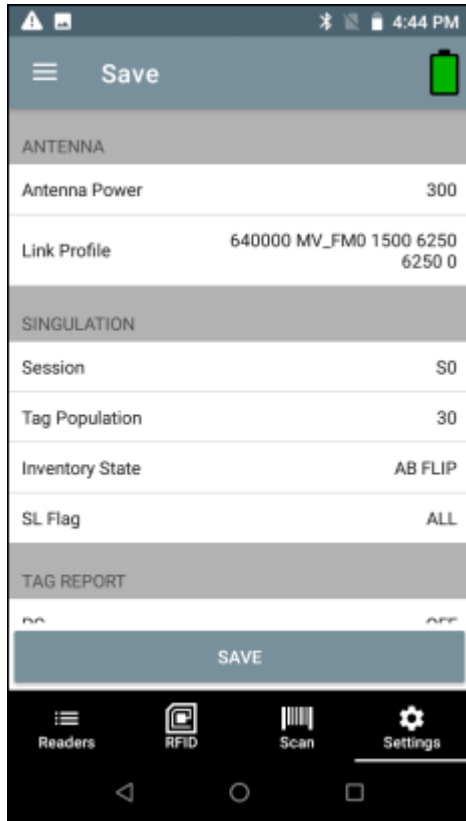 4:44 PM
Save
ANTENNA
Antenna Power 300
Link Profile 640000 MV_FM0 1500 6250
6250 0
SINGULATION
Session S0
Tag Population 30
Inventory State AB FLIP
SL Flag ALL
TAG REPORT
SAVE
Readers RFID Scan Settings